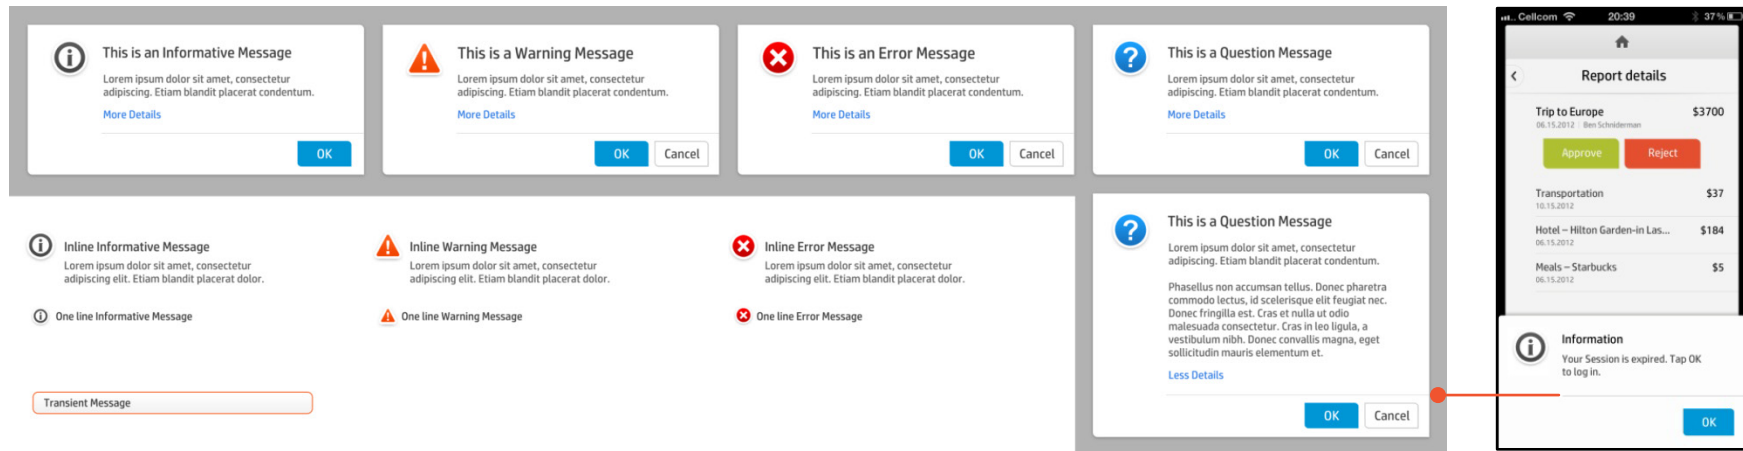 This is an Informative Message
Lorem ipsum dolor sit amet, consectetur
adipiscing. Etiam blandit placerat condentum.
More Details
OK
This is a Warning Message
Lorem ipsum dolor sit amet, consectetur
adipiscing. Etiam blandit placerat condentum.
More Details
OK
Cancel
This is an Error Message
Lorem ipsum dolor sit amet, consectetur
adipiscing. Etiam blandit placerat condentum.
More Details
OK
Cancel
This is a Question Message
Lorem ipsum dolor sit amet, consectetur
adipiscing. Etiam blandit placerat condentum.
More Details
OK
Cancel
Inline Informative Message
Lorem ipsum dolor sit amet, consectetur
adipiscing elit. Etiam blandit placerat dolor.
One line Informative Message
Inline Warning Message
Lorem ipsum dolor sit amet, consectetur
adipiscing elit. Etiam blandit placerat dolor.
One line Warning Message
Inline Error Message
Lorem ipsum dolor sit amet, consectetur
adipiscing elit. Etiam blandit placerat dolor.
One line Error Message
Transient Message
This is a Question Message
Lorem ipsum dolor sit amet, consectetur
adipiscing. Etiam blandit placerat condentum.
Phasellus non accumsan tellus. Donec pharetra
commodo lectus, id scelerisque elit feugiat nec.
Donec fringilla est. Cras et nulla ut odio
malesuada consectetur. Cras in leo ligula, a
vestibulum nibh. Donec convallis magna, eget
sollicitudin mauris elementum et.
Less Details
OK
Cancel
Cellcom 20:39 37%
Report details
Trip to Europe $3700
06.15.2012 | Ben Schniderman
Approve
Reject
Transportation $37
10.15.2012
Hotel – Hilton Garden-in Las... $184
06.15.2012
Meals – Starbucks $5
06.15.2012
Information
Your Session is expired. Tap OK
to log in.
OK